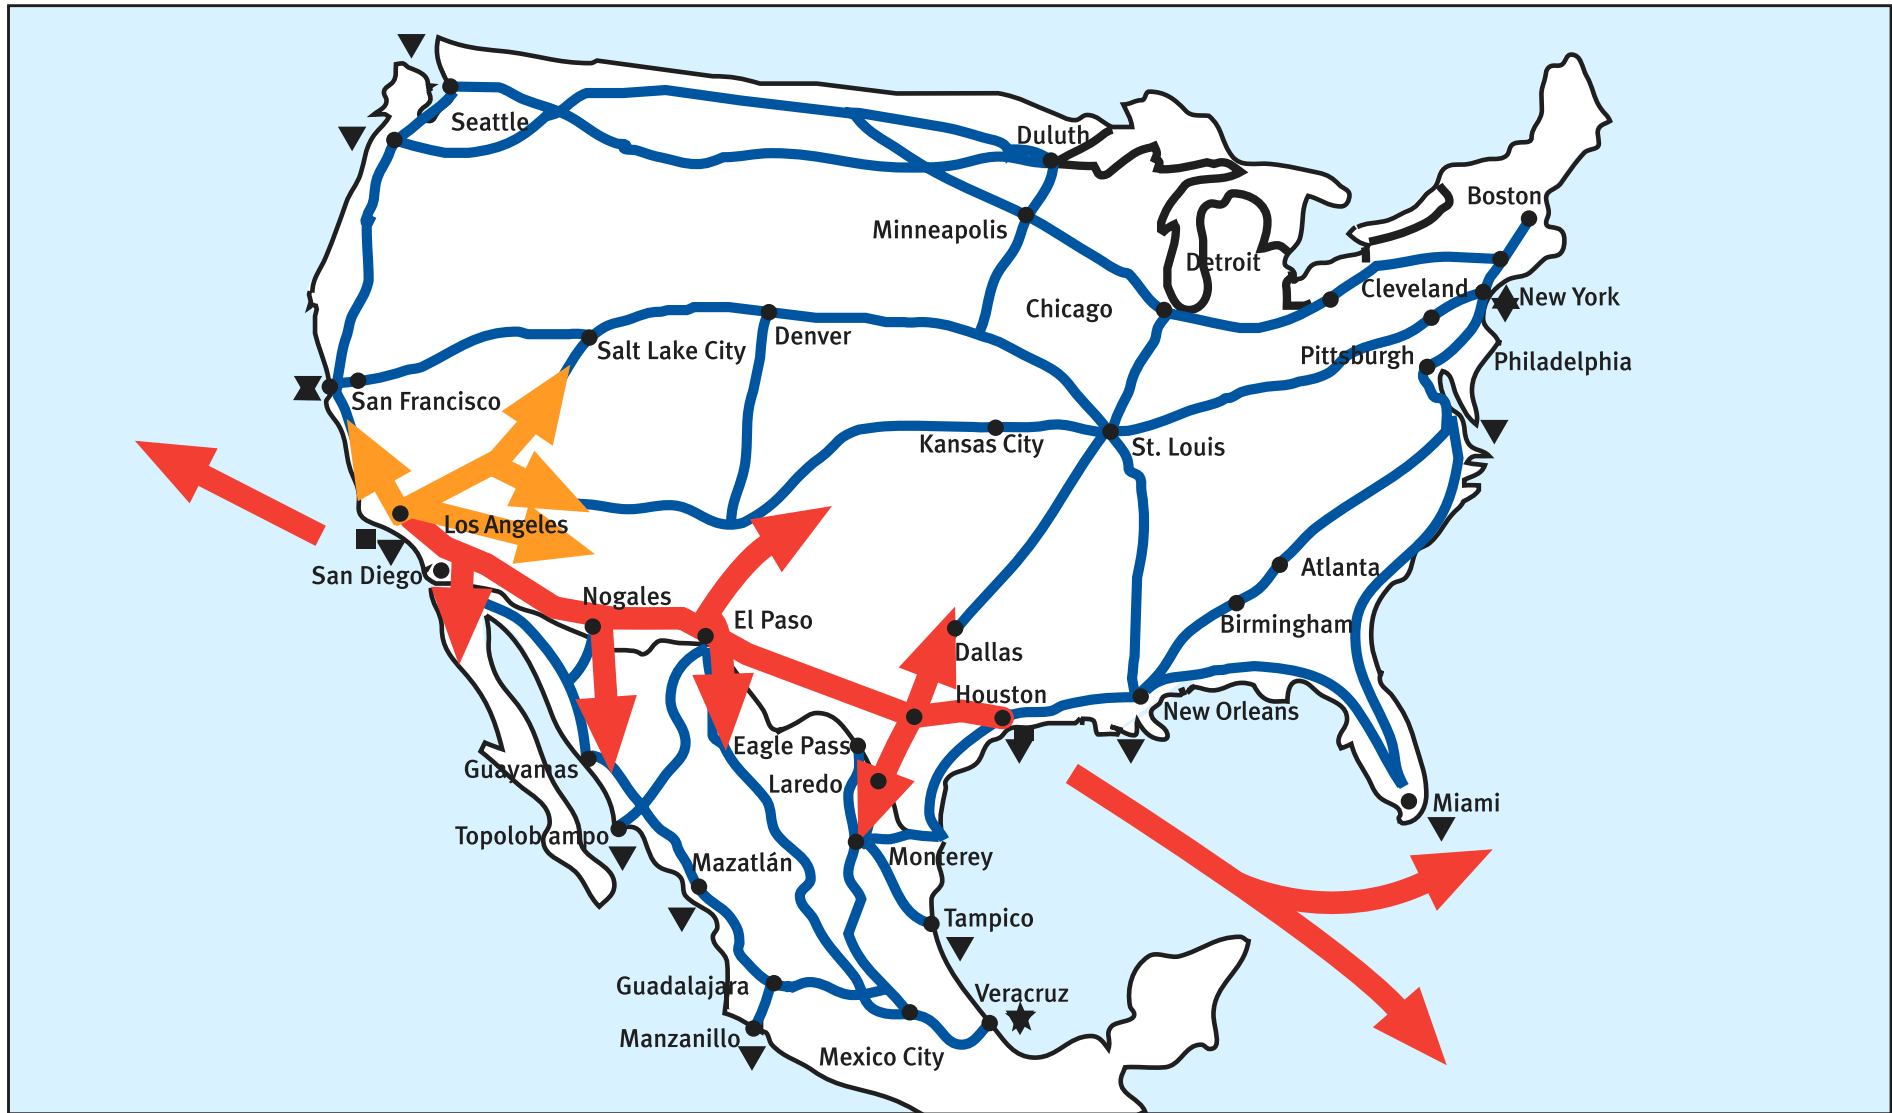 Seattle
Duluth
Boston
Minneapolis
Detroit
Cleveland
New York
Chicago
Denver
Salt Lake City
Pittsburgh
Philadelphia
San Francisco
Kansas City
St. Louis
Los Angeles
San Diego
Atlanta
Nogales
El Paso
Birmingham
Dallas
Houston
New Orleans
Eagle Pass
Guayamas
Laredo
Miami
Topolobampo
Mazatlán
Monterey
Tampico
Guadalajara
Veracruz
Manzanillo
Mexico City